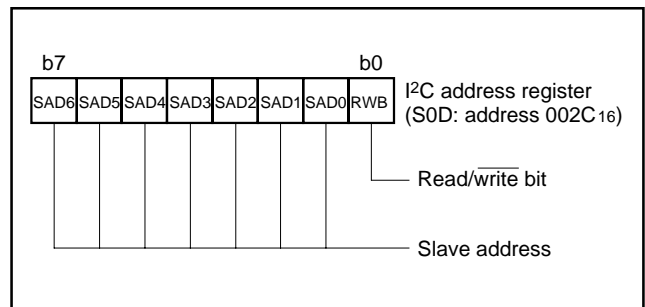 b7 b0
SAD6 SAD5 SAD4 SAD3 SAD2 SAD1 SAD0 RWB
I2C address register
(S0D: address 002C16)
Read/write bit
Slave address